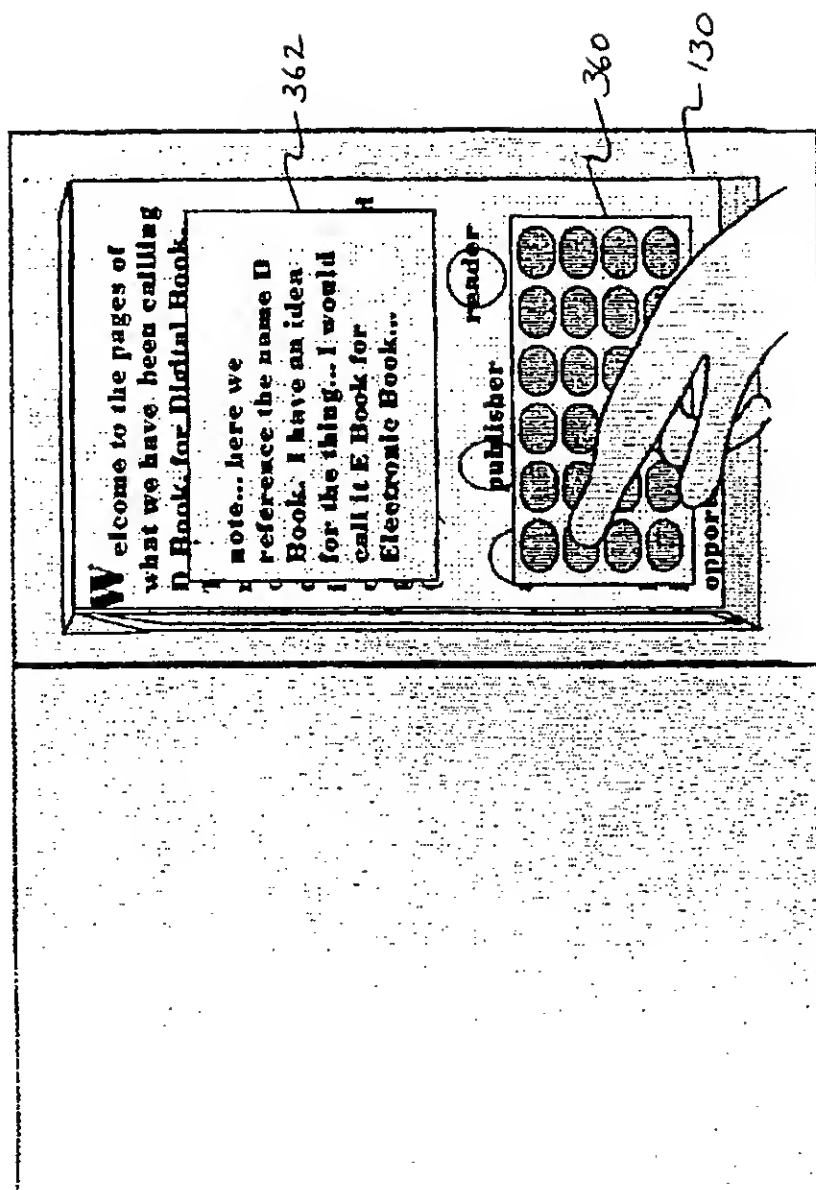 Welcome to the pages of
what we have been calling
D Book, for Digital Book.
note... here we
reference the name D
Book. I have an idea
for the thing... I would
call it E Book for
Electronic Book...
publisher
reader
oppor
362
360
130